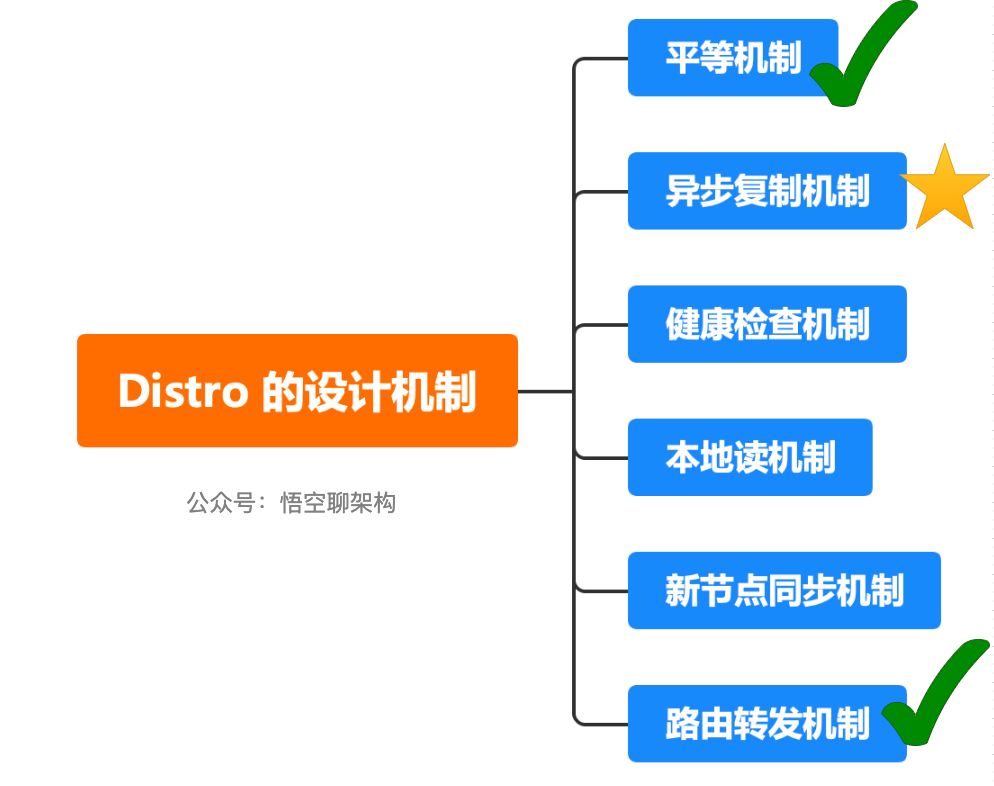 平等机制
异步复制机制
健康检查机制
Distro 的设计机制
本地读机制
公众号：悟空聊架构
新节点同步机制
路由转发机制